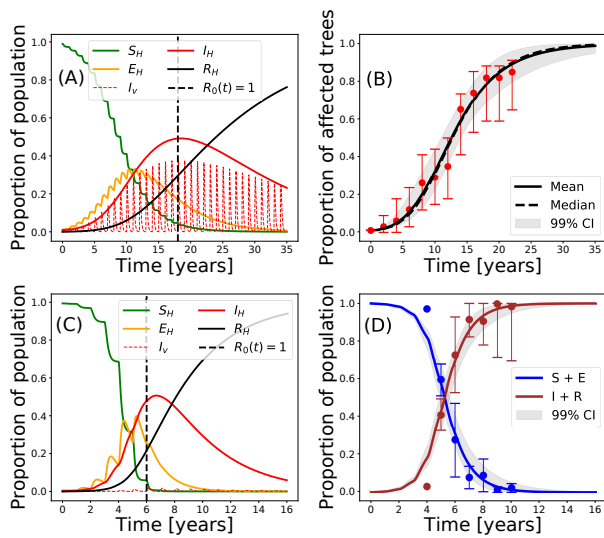 (A)
Proportion of population
1.0
0.8
0.6
0.4
0.2
0.0
S_H
E_H
I_v
I_H
R_H
R_0(t) = 1
0 5 10 15 20 25 30 35
Time [years]
(B)
Proportion of affected trees
1.0
0.8
0.6
0.4
0.2
0.0
Mean
Median
99% CI
0 5 10 15 20 25 30 35
Time [years]
(C)
Proportion of population
1.0
0.8
0.6
0.4
0.2
0.0
S_H
E_H
I_v
I_H
R_H
R_0(t) = 1
0 2 4 6 8 10 12 14 16
Time [years]
(D)
Proportion of population
1.0
0.8
0.6
0.4
0.2
0.0
S + E
I + R
99% CI
0 2 4 6 8 10 12 14 16
Time [years]